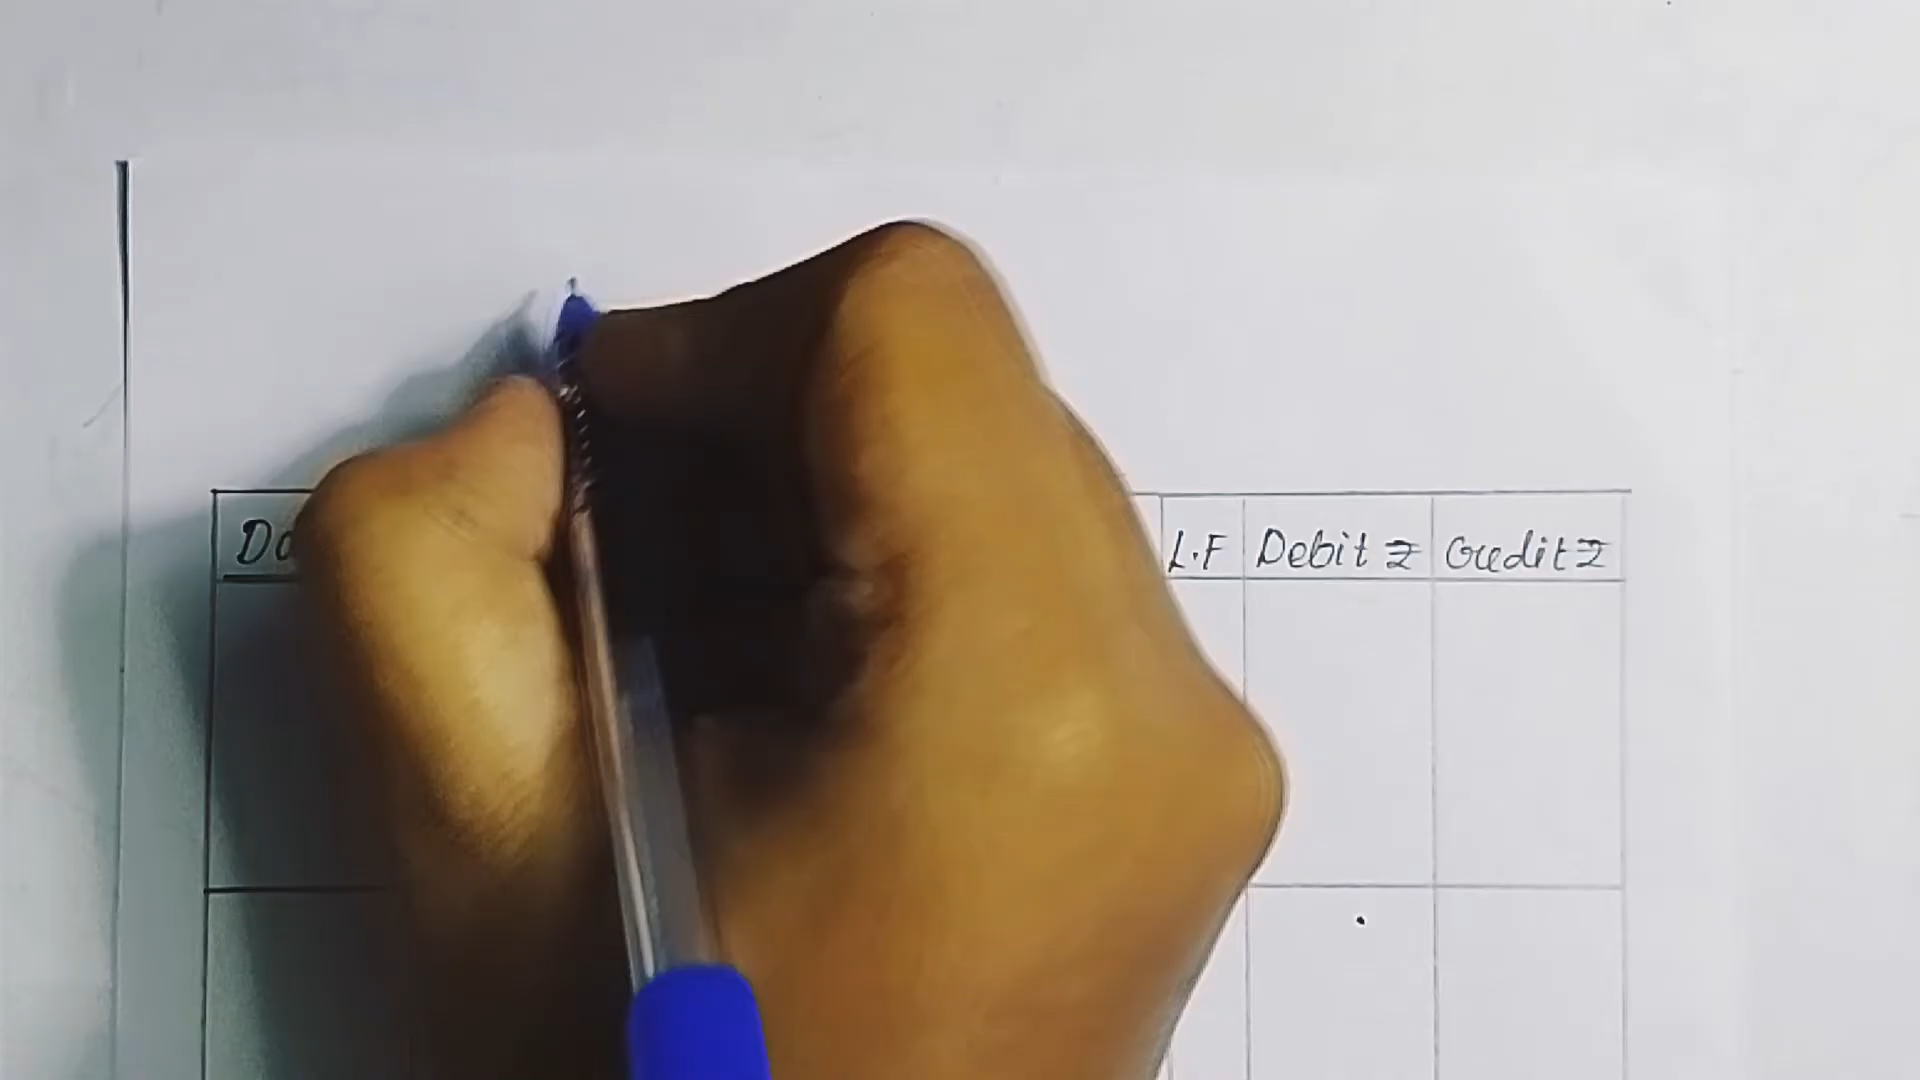 L.F Debit ₹ Credit ₹